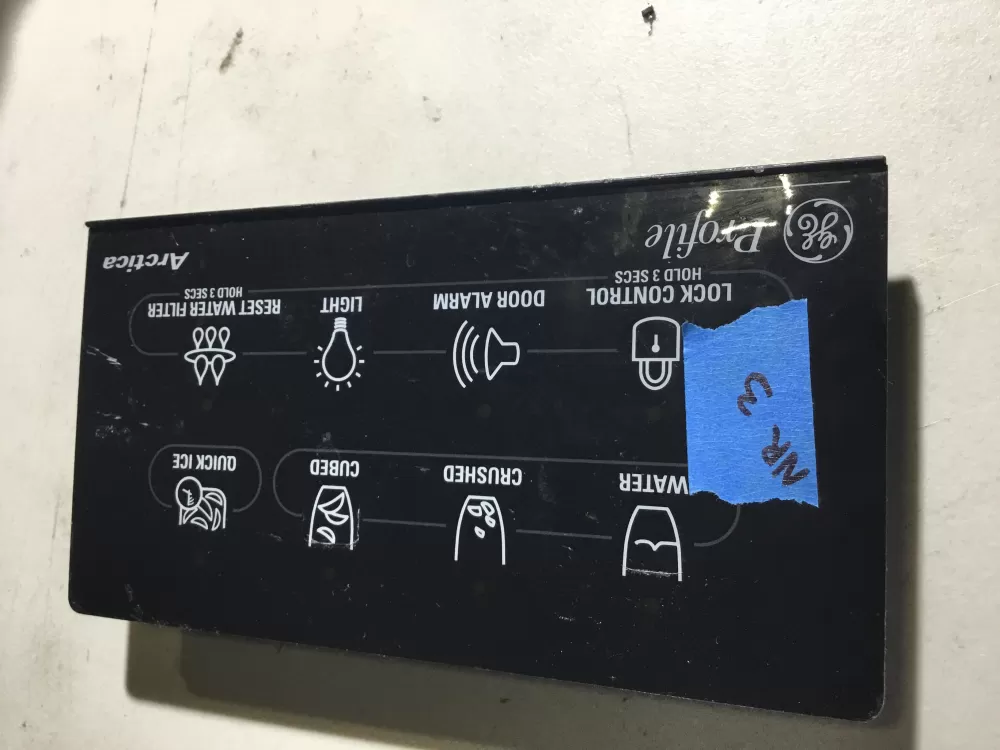 WATER
CRUSHED
CUBED
QUICK ICE
NR-
3
LOCK CONTROL
HOLD 3 SECS
DOOR ALARM
LIGHT
RESET WATER FILTER
HOLD 3 SECS
GE Profile
Arctica